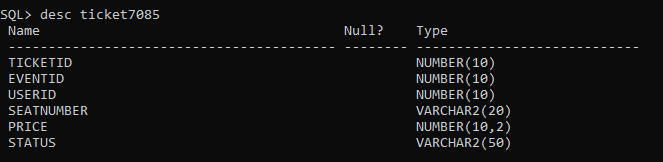 SQL> desc ticket7085
Name Null? Type
----------------------------------------- -------- ----------------------------
TICKETID NUMBER(10)
EVENTID NUMBER(10)
USERID NUMBER(10)
SEATNUMBER VARCHAR2(20)
PRICE NUMBER(10,2)
STATUS VARCHAR2(50)